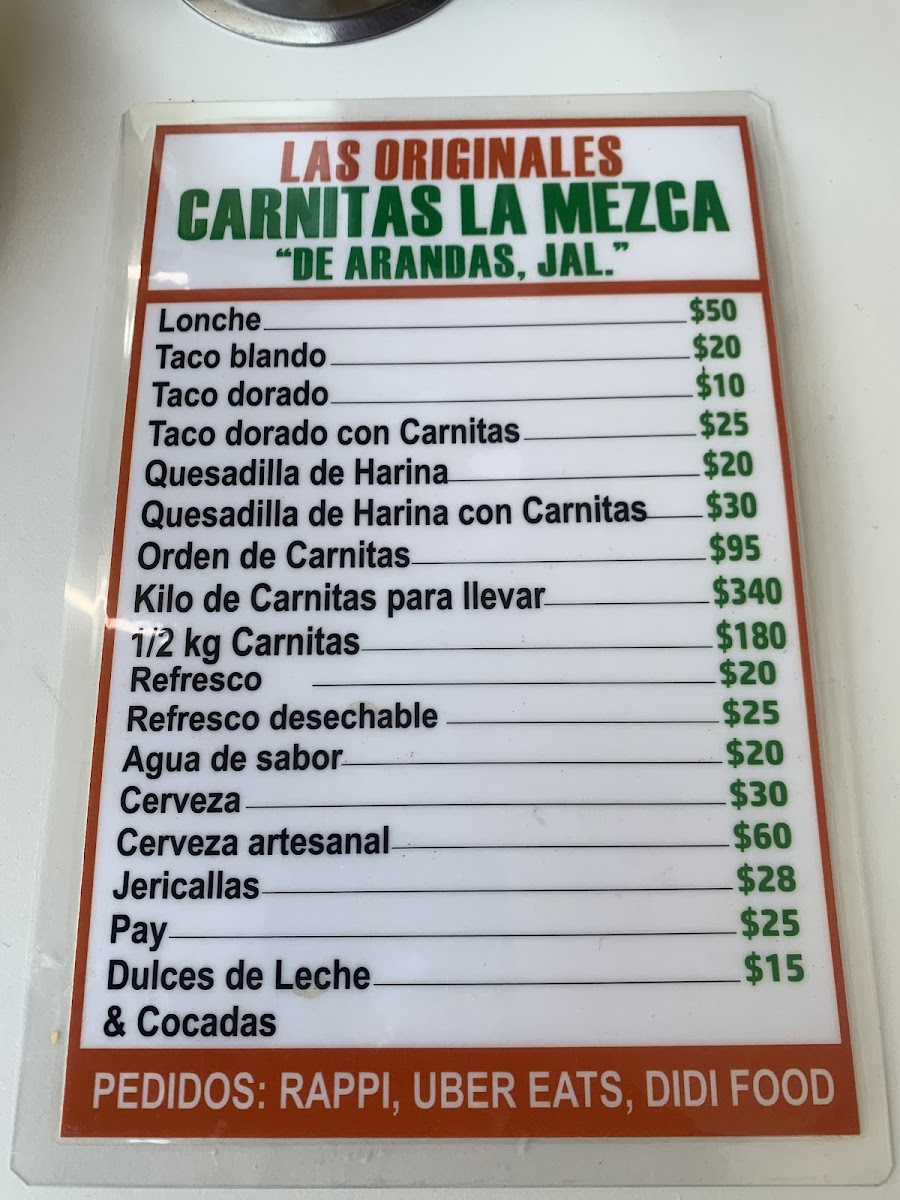 LAS ORIGINALES
CARNITAS LA MEZCA
"DE ARANDAS, JAL."
Lonche $50
Taco blando $20
Taco dorado $10
Taco dorado con Carnitas $25
Quesadilla de Harina $20
Quesadilla de Harina con Carnitas $30
Orden de Carnitas $95
Kilo de Carnitas para llevar $340
1/2 kg Carnitas $180
Refresco $20
Refresco desechable $25
Agua de sabor $20
Cerveza $30
Cerveza artesanal $60
Jericallas $28
Pay $25
Dulces de Leche $15
& Cocadas
PEDIDOS: RAPPI, UBER EATS, DIDI FOOD